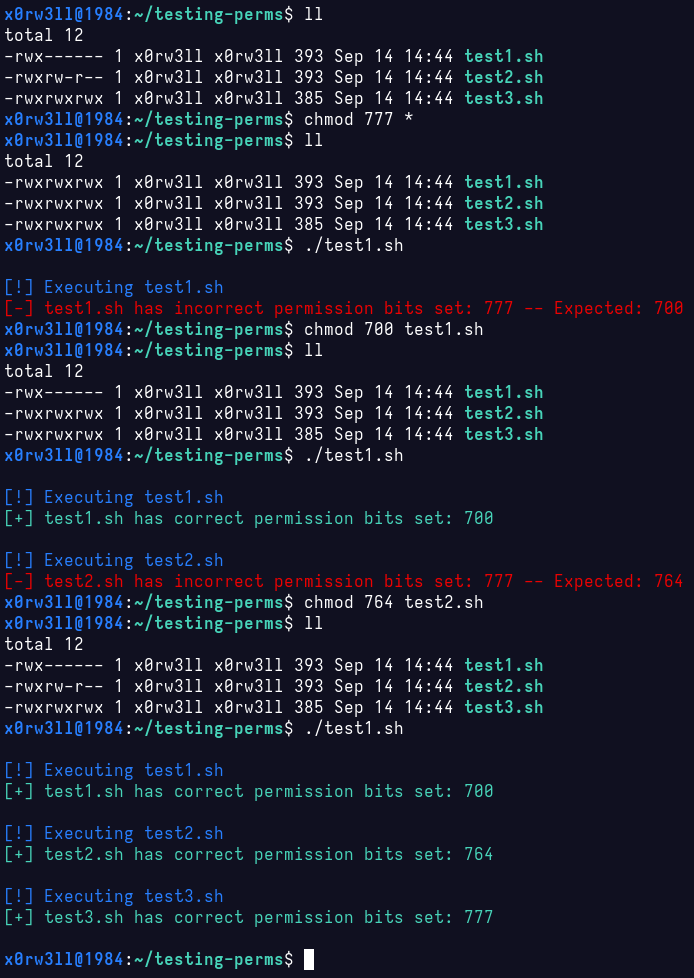 x0rw3ll@1984:~/testing-perms$ ll
total 12
-rwx------ 1 x0rw3ll x0rw3ll 393 Sep 14 14:44 test1.sh
-rwxrw-r-- 1 x0rw3ll x0rw3ll 393 Sep 14 14:44 test2.sh
-rwxrwxrwx 1 x0rw3ll x0rw3ll 385 Sep 14 14:44 test3.sh
x0rw3ll@1984:~/testing-perms$ chmod 777 *
x0rw3ll@1984:~/testing-perms$ ll
total 12
-rwxrwxrwx 1 x0rw3ll x0rw3ll 393 Sep 14 14:44 test1.sh
-rwxrwxrwx 1 x0rw3ll x0rw3ll 393 Sep 14 14:44 test2.sh
-rwxrwxrwx 1 x0rw3ll x0rw3ll 385 Sep 14 14:44 test3.sh
x0rw3ll@1984:~/testing-perms$ ./test1.sh
[!] Executing test1.sh
[-] test1.sh has incorrect permission bits set: 777 -- Expected: 700
x0rw3ll@1984:~/testing-perms$ chmod 700 test1.sh
x0rw3ll@1984:~/testing-perms$ ll
total 12
-rwx------ 1 x0rw3ll x0rw3ll 393 Sep 14 14:44 test1.sh
-rwxrwxrwx 1 x0rw3ll x0rw3ll 393 Sep 14 14:44 test2.sh
-rwxrwxrwx 1 x0rw3ll x0rw3ll 385 Sep 14 14:44 test3.sh
x0rw3ll@1984:~/testing-perms$ ./test1.sh
[!] Executing test1.sh
[+] test1.sh has correct permission bits set: 700
[!] Executing test2.sh
[-] test2.sh has incorrect permission bits set: 777 -- Expected: 764
x0rw3ll@1984:~/testing-perms$ chmod 764 test2.sh
x0rw3ll@1984:~/testing-perms$ ll
total 12
-rwx------ 1 x0rw3ll x0rw3ll 393 Sep 14 14:44 test1.sh
-rwxrw-r-- 1 x0rw3ll x0rw3ll 393 Sep 14 14:44 test2.sh
-rwxrwxrwx 1 x0rw3ll x0rw3ll 385 Sep 14 14:44 test3.sh
x0rw3ll@1984:~/testing-perms$ ./test1.sh
[!] Executing test1.sh
[+] test1.sh has correct permission bits set: 700
[!] Executing test2.sh
[+] test2.sh has correct permission bits set: 764
[!] Executing test3.sh
[+] test3.sh has correct permission bits set: 777
x0rw3ll@1984:~/testing-perms$